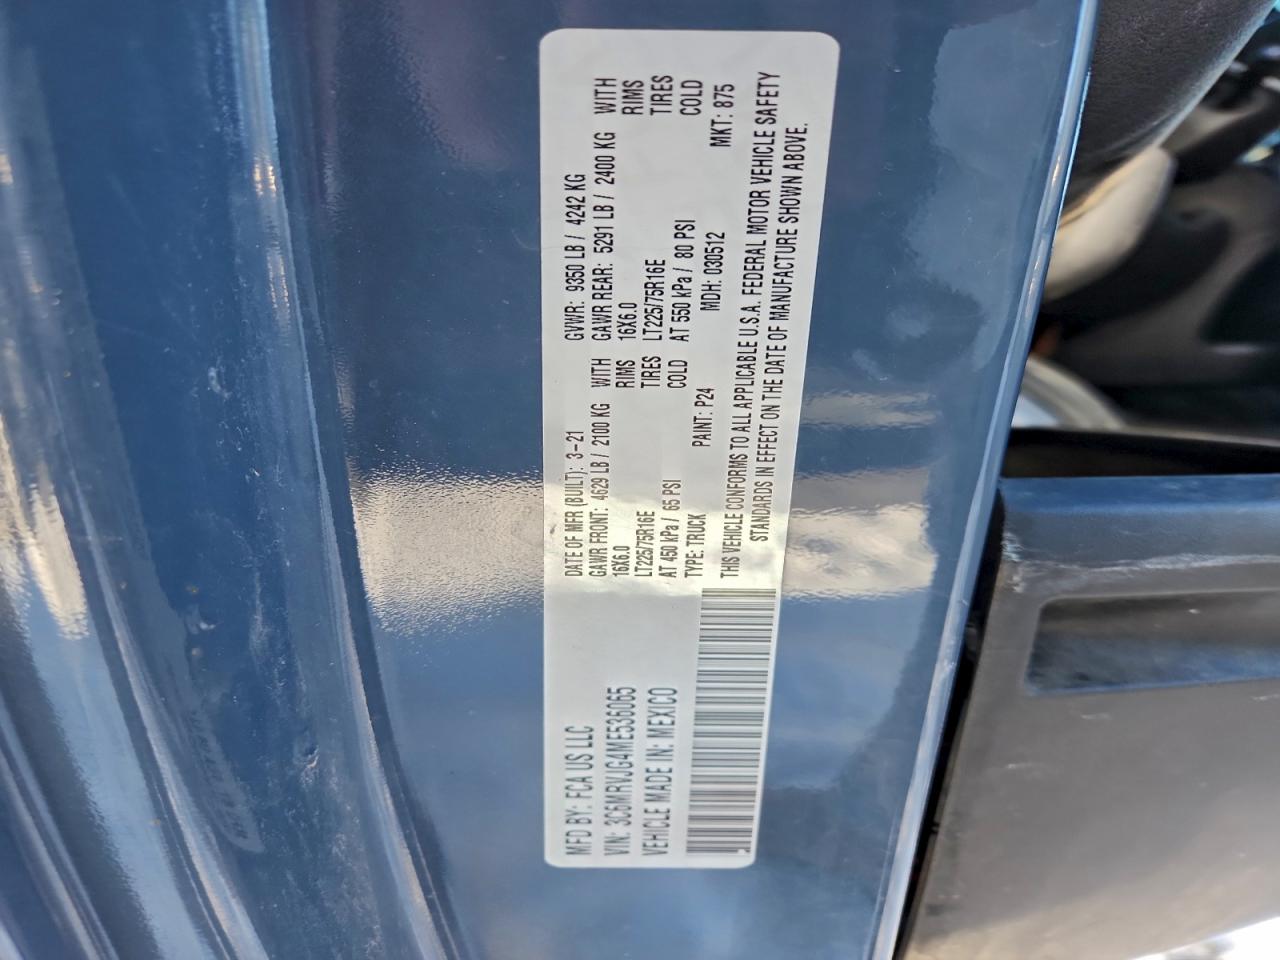 MFD BY: FCA US LLC
VIN: 3C6MRVJG4ME536065
VEHICLE MADE IN: MEXICO
DATE OF MFR (BUILT): 3-21 GVWR: 9350 LB / 4242 KG
GAWR FRONT: 4629 LB / 2100 KG WITH GAWR REAR: 5291 LB / 2400 KG WITH
16X6.0 RIMS 16X6.0 RIMS
LT225/75R16E TIRES LT225/75R16E TIRES
AT 450 kPa / 65 PSI COLD AT 550 kPa / 80 PSI COLD
TYPE: TRUCK PAINT: P24 MDH: 030512 MKT: 875
THIS VEHICLE CONFORMS TO ALL APPLICABLE U.S.A. FEDERAL MOTOR VEHICLE SAFETY
STANDARDS IN EFFECT ON THE DATE OF MANUFACTURE SHOWN ABOVE.